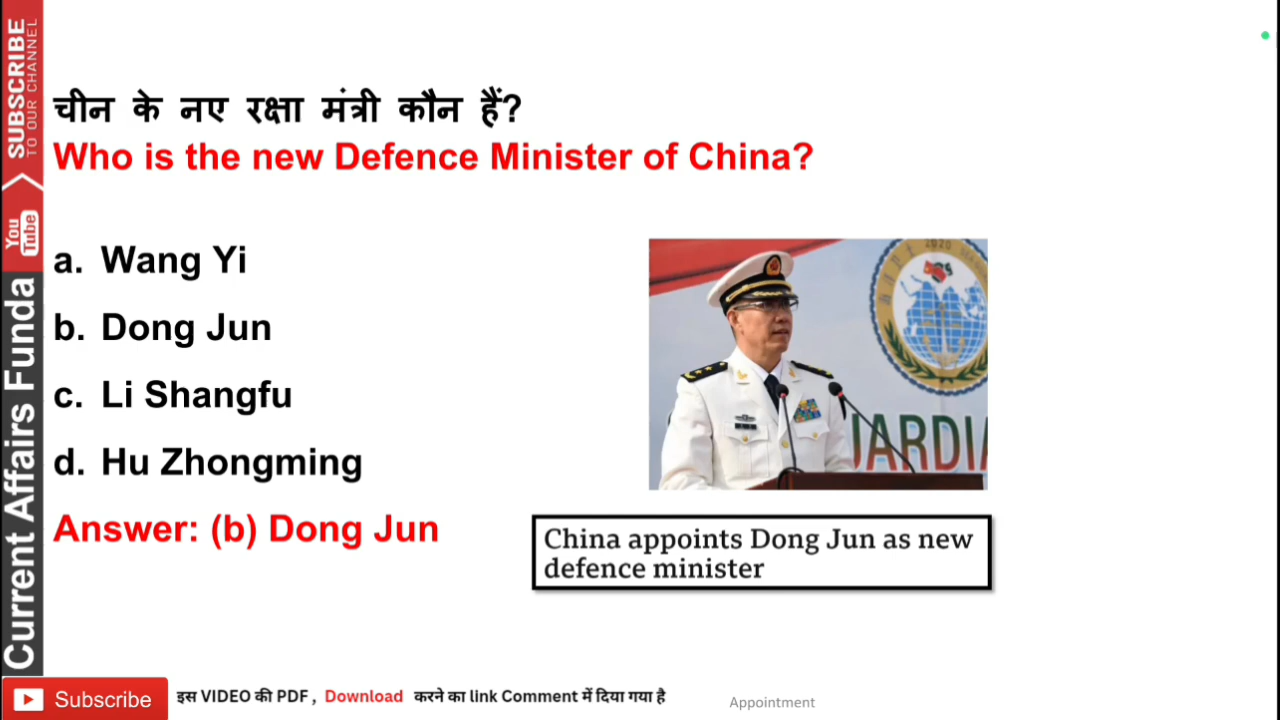 SUBSCRIBE
TO OUR CHANNEL
You
Tube
Current Affairs Funda
चीन के नए रक्षा मंत्री कौन हैं?
Who is the new Defence Minister of China?
a. Wang Yi
b. Dong Jun
c. Li Shangfu
d. Hu Zhongming
Answer: (b) Dong Jun
2020
UARDIA
China appoints Dong Jun as new
defence minister
Subscribe
इस VIDEO की PDF , Download करने का link Comment में दिया गया है
Appointment